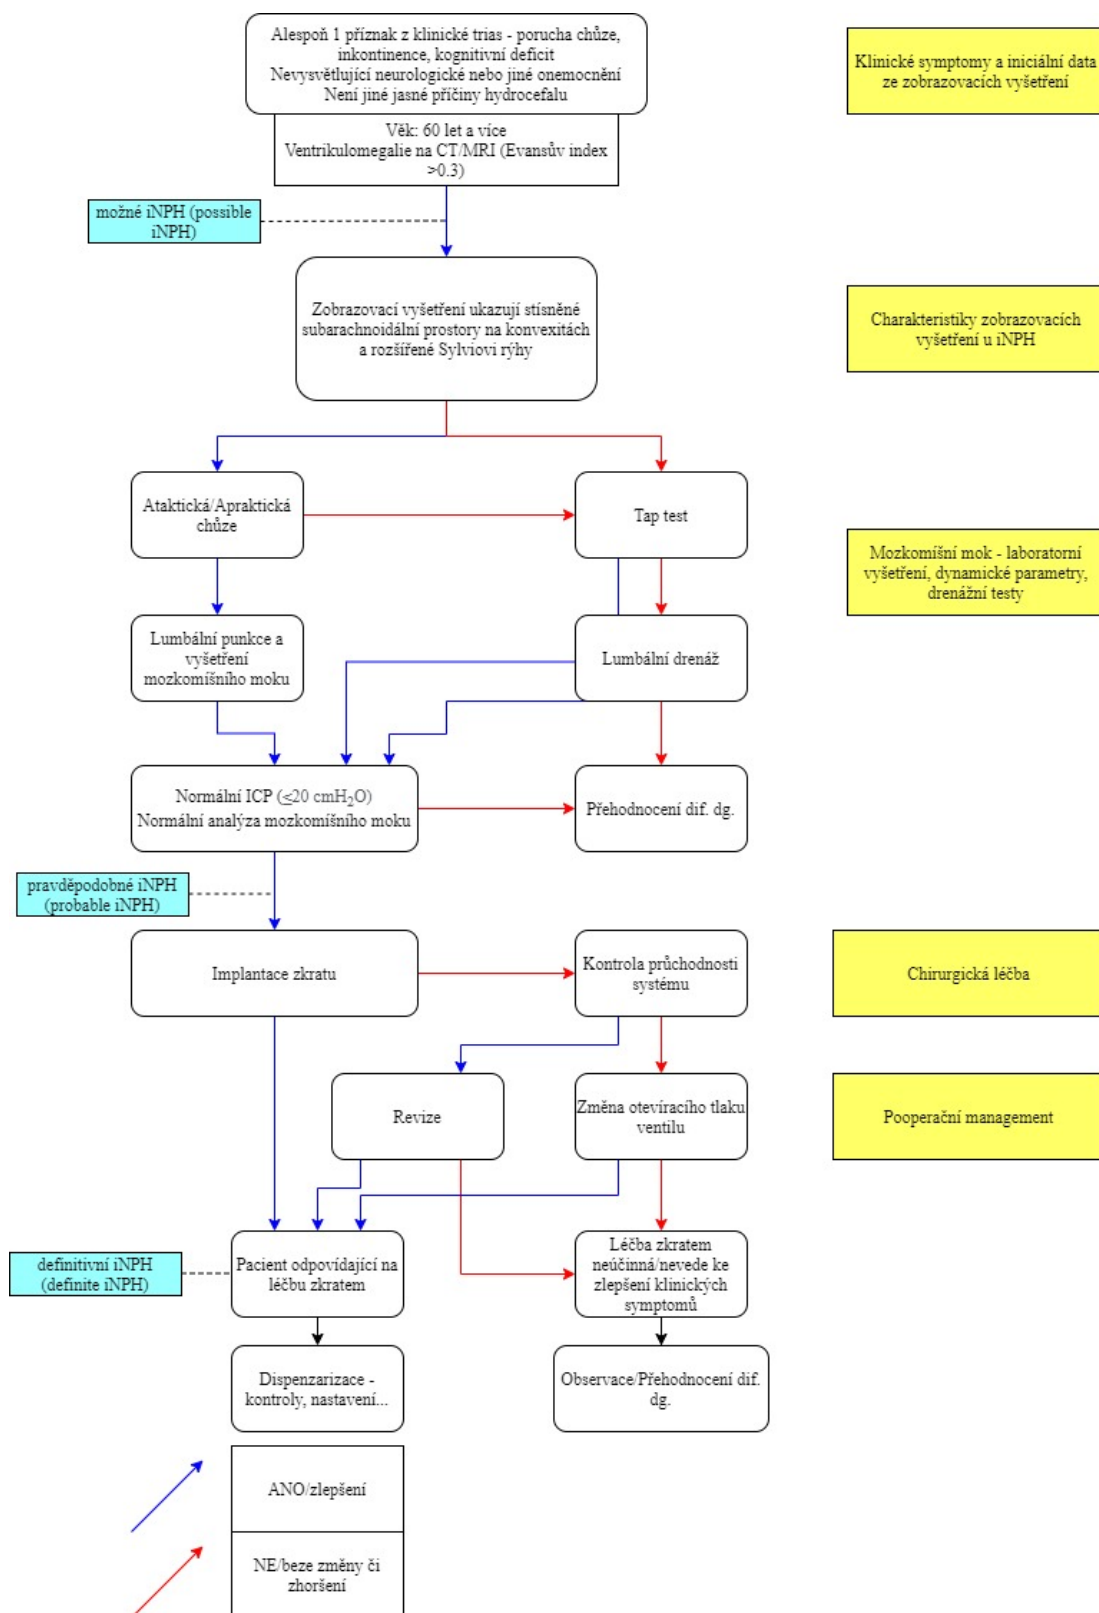 Alespoň 1 příznak z klinické trias - porucha chůze,
inkontinence, kognitivní deficit
Nevysvětlující neurologické nebo jiné onemocnění
Není jiné jasné příčiny hydrocefalu
Klinické symptomy a iniciální data
ze zobrazovacích vyšetření
Věk: 60 let a více
Ventrikulomegalie na CT/MRI (Evansův index
>0.3)
možné iNPH (possible
iNPH)
Zobrazovací vyšetření ukazují stísněné
subarachnoidální prostory na konvexitách
a rozšířené Sylviovi rýhy
Charakteristiky zobrazovacích
vyšetření u iNPH
Ataktická/Apraktická
chůze
Tap test
Mozkomíšní mok - laboratorní
vyšetření, dynamické parametry,
drenážní testy
Lumbální punkce a
vyšetření
mozkomíšního moku
Lumbální drenáž
Normální ICP (≤20 cmH₂O)
Normální analýza mozkomíšního moku
Přehodnocení dif. dg.
pravděpodobné iNPH
(probable iNPH)
Implantace zkratu
Kontrola průchodnosti
systému
Chirurgická léčba
Revize
Změna otevíracího tlaku
ventilu
Pooperační management
definitivní iNPH
(definite iNPH)
Pacient odpovídající na
léčbu zkratem
Léčba zkratem
neúčinná/nevede ke
zlepšení klinických
symptomů
Dispenzarizace -
kontroly, nastavení...
Observace/Přehodnocení dif.
dg.
ANO/zlepšení
NE/beze změny či
zhoršení